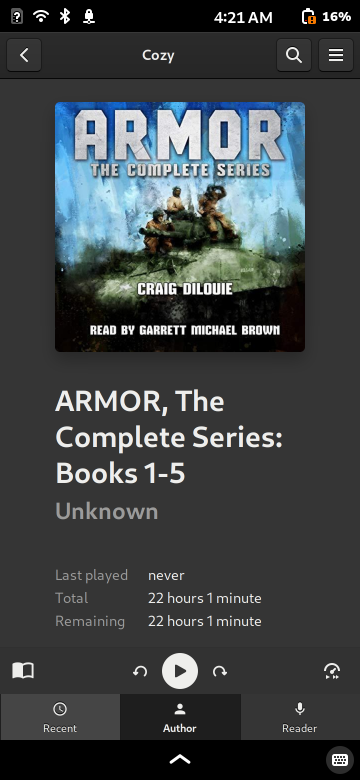 4:21 AM
16%
Cozy
ARMOR
THE COMPLETE SERIES
CRAIG DILOUIE
READ BY GARRETT MICHAEL BROWN
ARMOR, The
Complete Series:
Books 1-5
Unknown
Last played never
Total 22 hours 1 minute
Remaining 22 hours 1 minute
Recent Author Reader